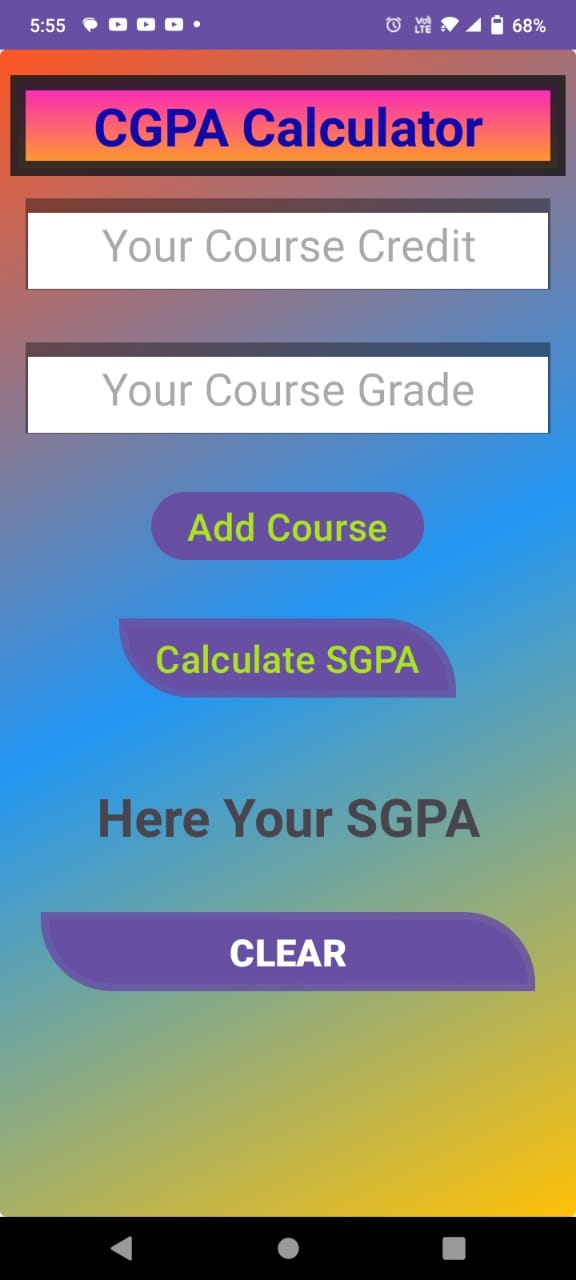 5:55 Vo) LTE 68%
CGPA Calculator
Your Course Credit
Your Course Grade
Add Course
Calculate SGPA
Here Your SGPA
CLEAR